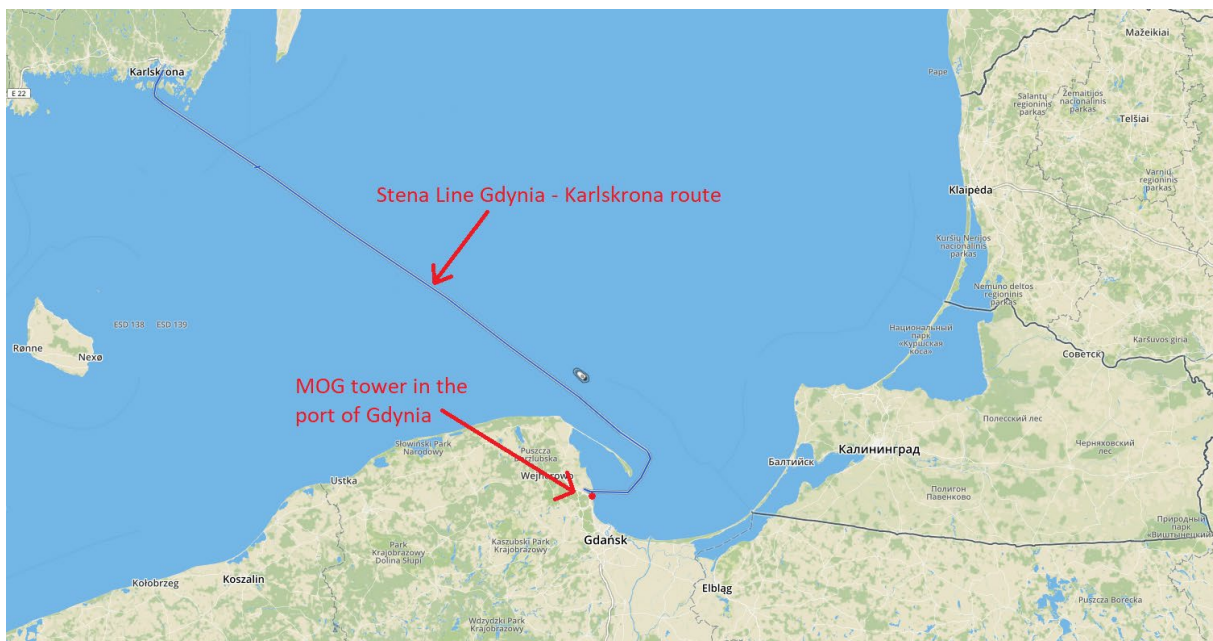 Mažeikiai
Karlskrona
Pape
E 22
Salantų
regioninis
parkas
Žemaitijos
nacionalinis
parkas
Telšiai
Varnių
regioninis
parkas
Stena Line Gdynia - Karlskrona route
Klaipėda
Kuršių Nerijos
nacionalinis
parkas
Nemuno deltos
regioninis
parkas
ESD 138
ESD 139
Национальный
парк
«Куршская
коса»
Karšuvos giria
Rønne
Nexø
Советск
MOG tower in the
port of Gdynia
Полесский лес
Słowiński Park
Narodowy
Puszcza
Wejherowo
Калининград
Черняховский
лес
Балтийск
Ustka
Полигон
Павенково
Gdańsk
Природный
парк
«Виштынецкий
Park
Krajobrazowy
Dolina Słupi
Kaszubski Park
Krajobrazowy
Kołobrzeg
Koszalin
Elbląg
Puszcza Borecka
Wdzydzki Park
Krajobrazowy